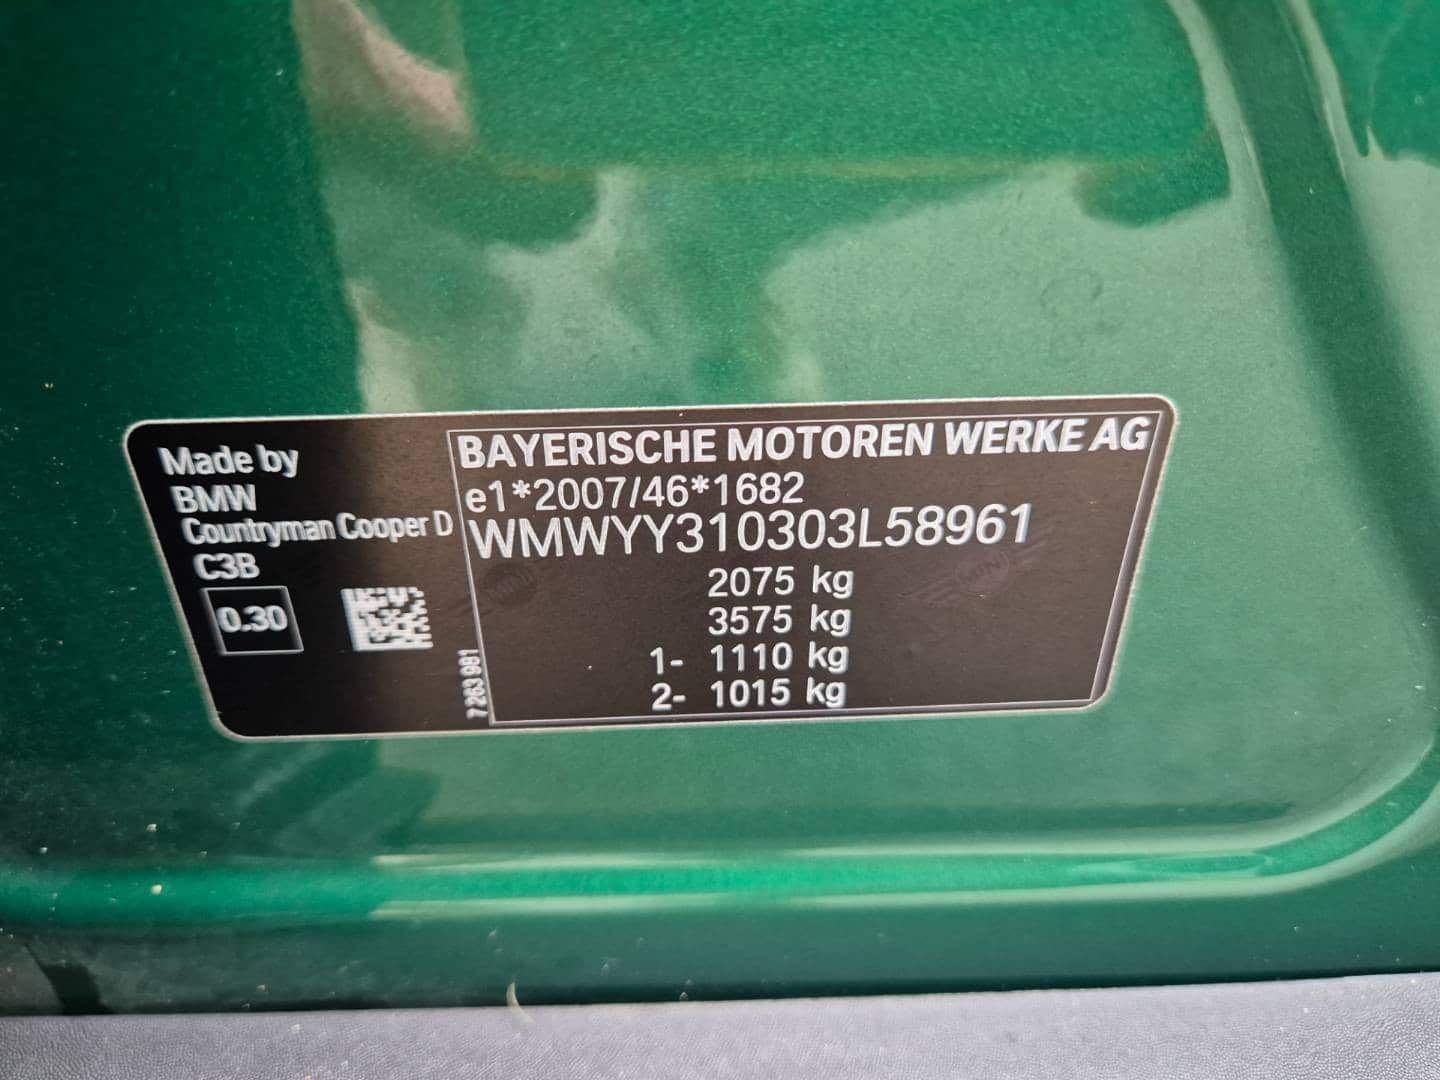 Made by
BMW
Countryman Cooper D
C3B
0.30
7 263 981
BAYERISCHE MOTOREN WERKE AG
e1*2007/46*1682
WMWYY310303L58961
2075 kg
3575 kg
1- 1110 kg
2- 1015 kg
MINI